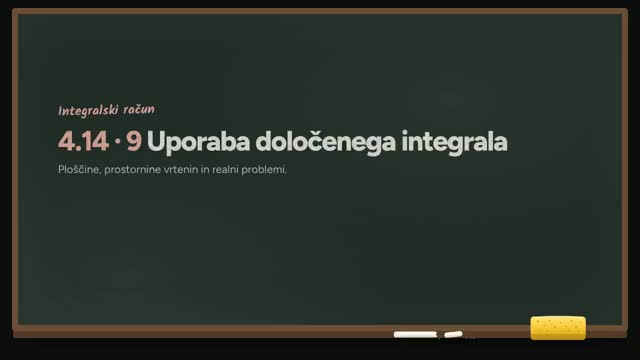 Integralski račun
4.14 · 9 Uporaba določenega integrala
Ploščine, prostornine vrtenin in realni problemi.